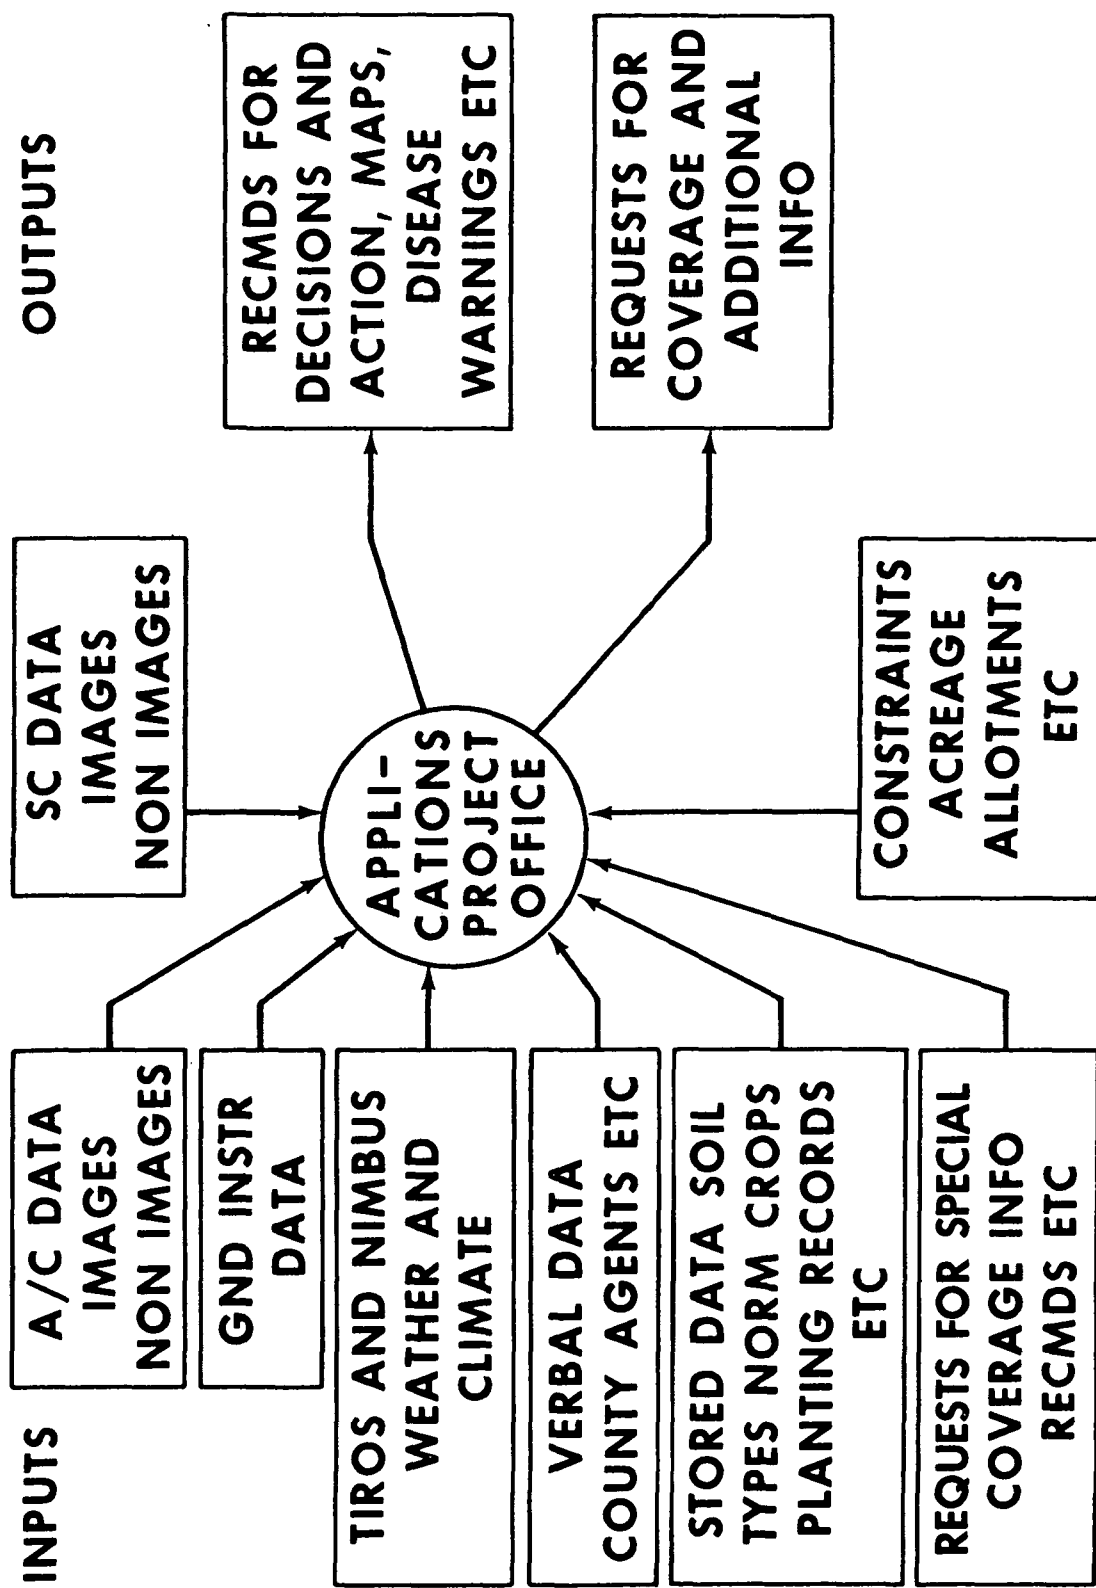 INPUTS
OUTPUTS
A/C DATA
IMAGES
NON IMAGES
GND INSTR
DATA
TIROS AND NIMBUS
WEATHER AND
CLIMATE
VERBAL DATA
COUNTY AGENTS ETC
STORED DATA SOIL
TYPES NORM CROPS
PLANTING RECORDS
ETC
REQUESTS FOR SPECIAL
COVERAGE INFO
RECMDS ETC
SC DATA
IMAGES
NON IMAGES
APPLI-
CATIONS
PROJECT
OFFICE
CONSTRAINTS
ACREAGE
ALLOTMENTS
ETC
RECMDS FOR
DECISIONS AND
ACTION, MAPS,
DISEASE
WARNINGS ETC
REQUESTS FOR
COVERAGE AND
ADDITIONAL
INFO